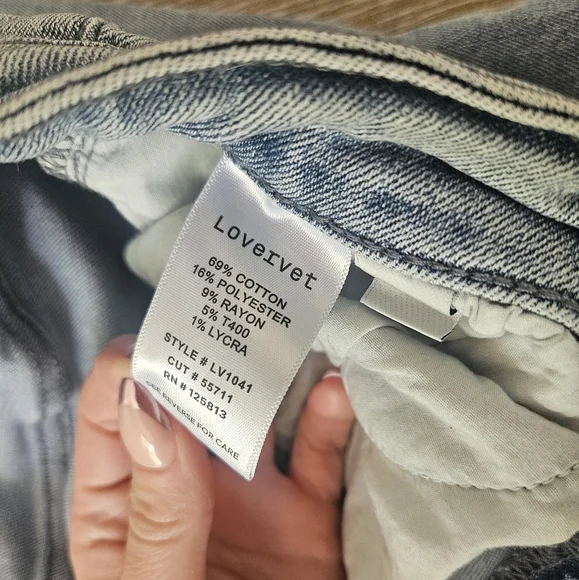 Lovervet
69% COTTON
16% POLYESTER
9% RAYON
5% T400
1% LYCRA
STYLE # LV1041
CUT # 55711
RN # 125813
SEE REVERSE FOR CARE